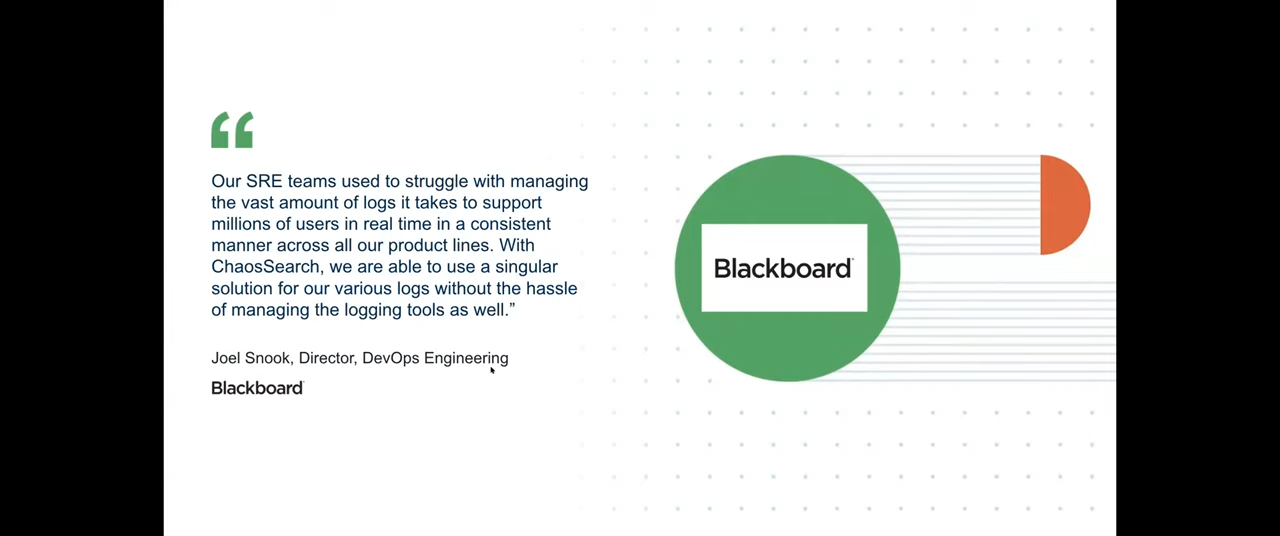 “
Our SRE teams used to struggle with managing
the vast amount of logs it takes to support
millions of users in real time in a consistent
manner across all our product lines. With
ChaosSearch, we are able to use a singular
solution for our various logs without the hassle
of managing the logging tools as well.”
Joel Snook, Director, DevOps Engineering
Blackboard
Blackboard